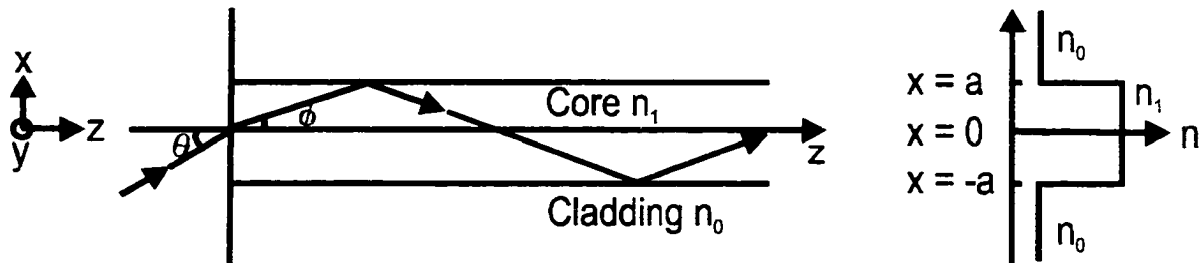 x
z
y
θ
ϕ
Core n₁
z
Cladding n₀
n₀
x = a
n₁
x = 0
n
x = -a
n₀